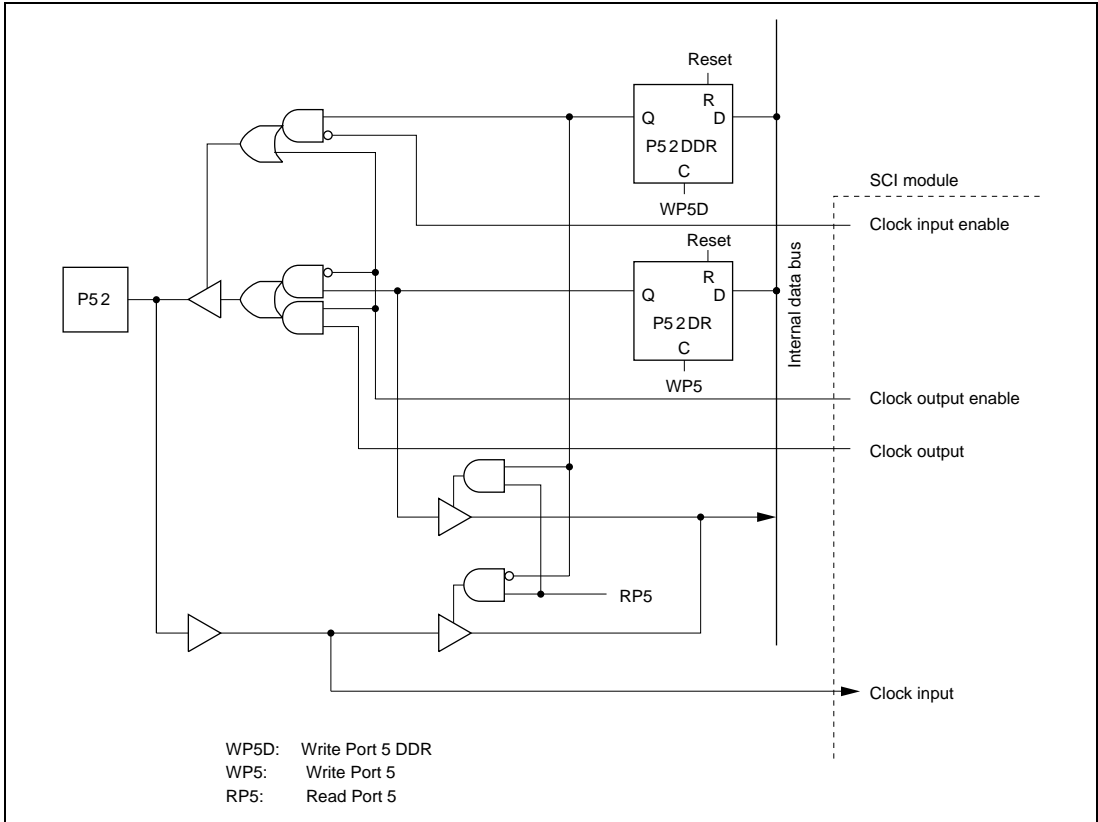 Reset
R
Q
D
P52DDR
C
WP5D
SCI module
Clock input enable
Reset
R
Q
D
P52DR
C
WP5
Internal data bus
P52
Clock output enable
Clock output
RP5
Clock input
WP5D: Write Port 5 DDR
WP5: Write Port 5
RP5: Read Port 5